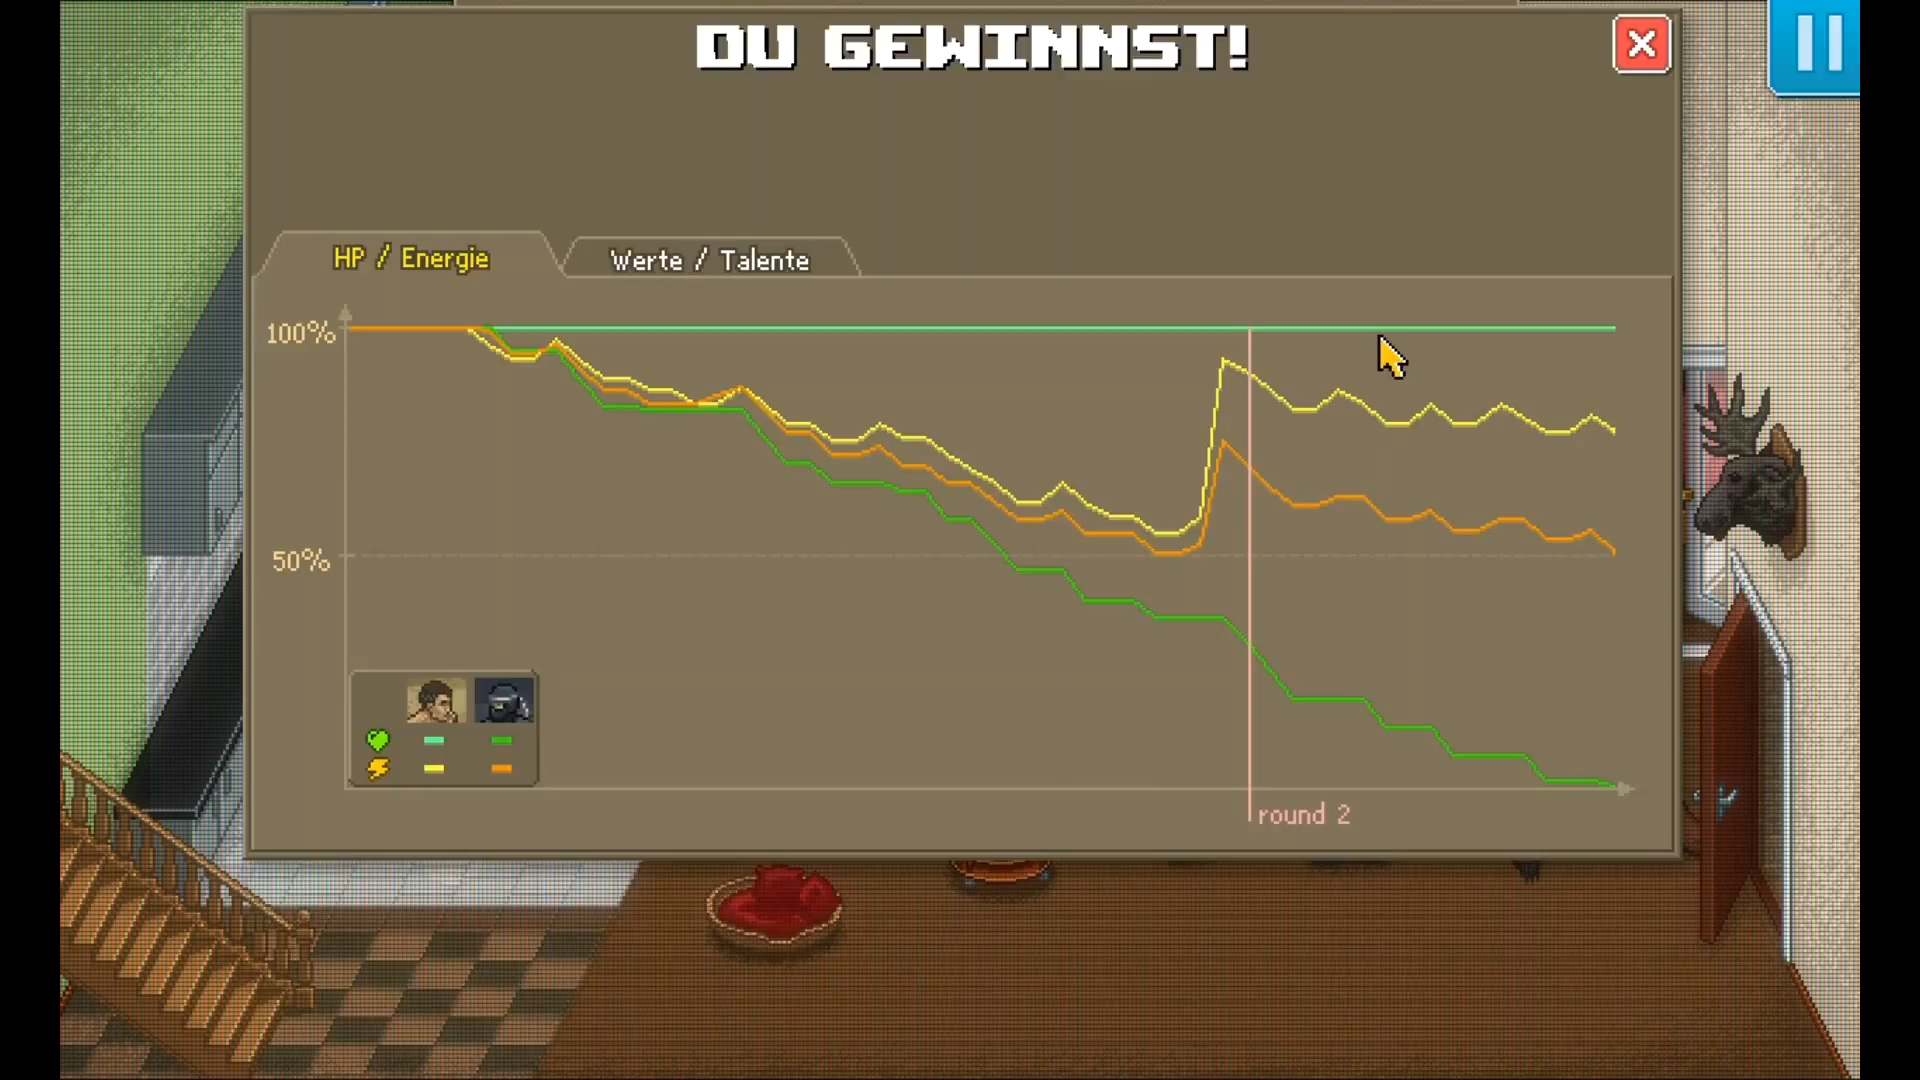 DU GEWINNST!
HP / Energie
Werte / Talente
100%
50%
round 2